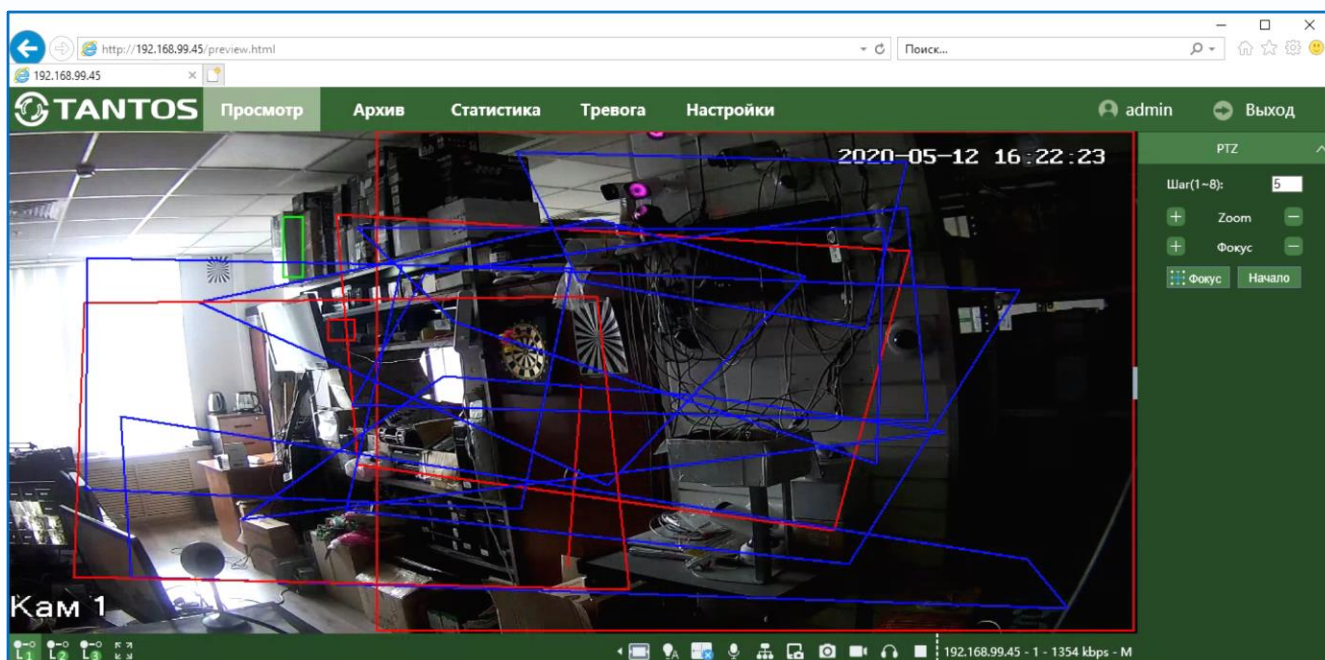 http://192.168.99.45/preview.html
Поиск...
192.168.99.45
TANTOS Просмотр Архив Статистика Тревога Настройки admin Выход
2020-05-12 16:22:23
PTZ
Шаг(1~8): 5
+ Zoom −
+ Фокус −
Фокус Начало
Кам 1
L1 L2 L3
192.168.99.45 - 1 - 1354 kbps - M